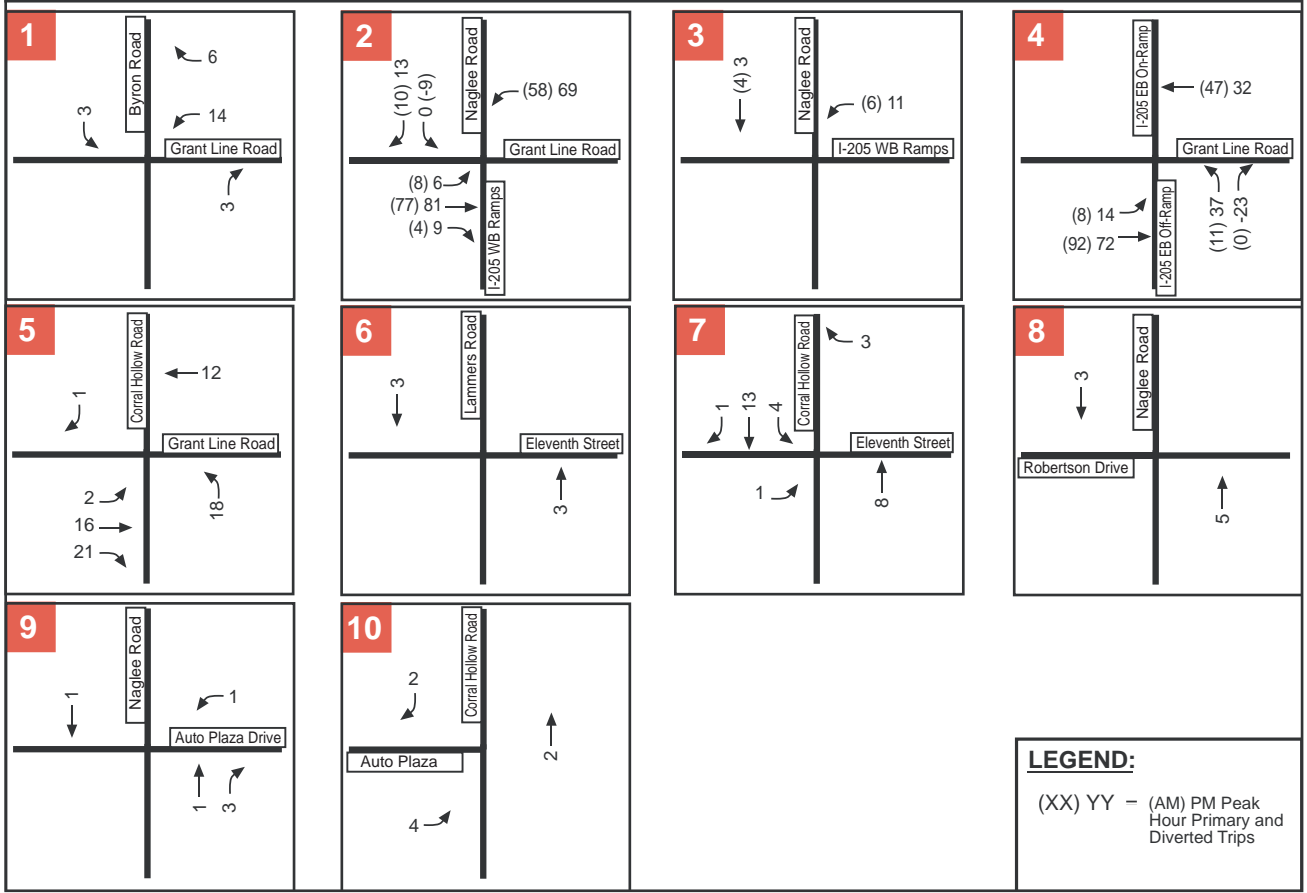 1
Byron Road
6
14
3
Grant Line Road
3
2
(10) 13
0 (-9)
Naglee Road
(58) 69
Grant Line Road
(8) 6
(77) 81
(4) 9
I-205 WB Ramps
3
(4) 3
Naglee Road
(6) 11
I-205 WB Ramps
4
I-205 EB On-Ramp
(47) 32
Grant Line Road
(8) 14
(92) 72
I-205 EB Off-Ramp
(11) 37
(0) -23
5
1
Corral Hollow Road
12
Grant Line Road
2
16
21
18
6
3
Lammers Road
Eleventh Street
3
7
Corral Hollow Road
3
1
13
4
Eleventh Street
1
8
8
3
Naglee Road
Robertson Drive
5
9
1
Naglee Road
1
Auto Plaza Drive
1
3
10
2
Corral Hollow Road
Auto Plaza
4
2
LEGEND:
(XX) YY – (AM) PM Peak
Hour Primary and
Diverted Trips